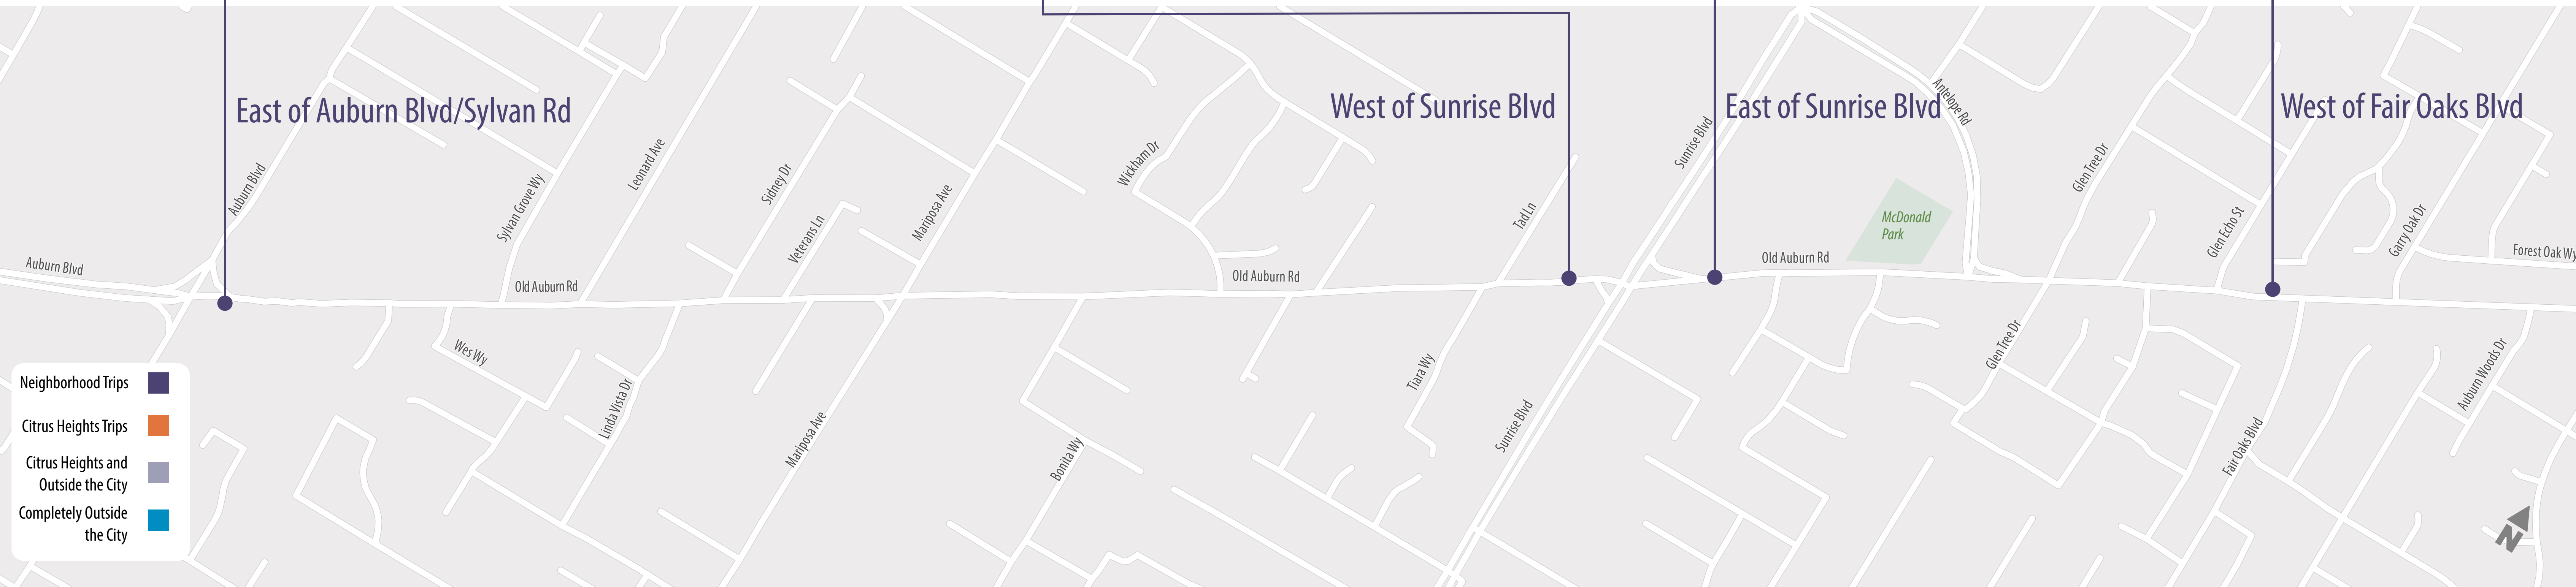 East of Auburn Blvd/Sylvan Rd
West of Sunrise Blvd
East of Sunrise Blvd
West of Fair Oaks Blvd
Auburn Blvd
Auburn Blvd
Sylvan Grove Wy
Leonard Ave
Sidney Dr
Veterans Ln
Mariposa Ave
Wickham Dr
Tad Ln
Sunrise Blvd
Antelope Rd
McDonald
Park
Glen Tree Dr
Glen Echo St
Garry Oak Dr
Forest Oak Wy
Old Auburn Rd
Old Auburn Rd
Old Auburn Rd
Wes Wy
Linda Vista Dr
Mariposa Ave
Bonita Wy
Tiara Wy
Sunrise Blvd
Glen Tree Dr
Fair Oaks Blvd
Auburn Woods Dr
Neighborhood Trips
Citrus Heights Trips
Citrus Heights and
Outside the City
Completely Outside
the City
N